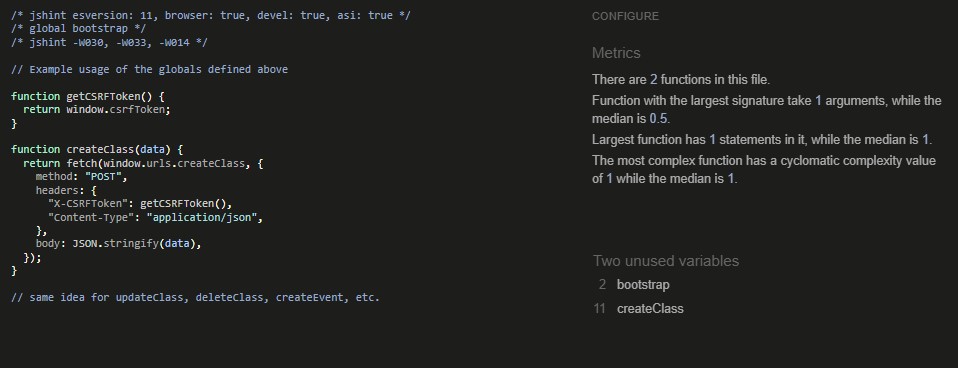 /* jshint esversion: 11, browser: true, devel: true, asi: true */
/* global bootstrap */
/* jshint -W030, -W033, -W014 */
// Example usage of the globals defined above
function getCSRFToken() {
  return window.csrfToken;
}
function createClass(data) {
  return fetch(window.urls.createClass, {
    method: "POST",
    headers: {
      "X-CSRFToken": getCSRFToken(),
      "Content-Type": "application/json",
    },
    body: JSON.stringify(data),
  });
}
// same idea for updateClass, deleteClass, createEvent, etc.
CONFIGURE
Metrics
There are 2 functions in this file.
Function with the largest signature take 1 arguments, while the
median is 0.5.
Largest function has 1 statements in it, while the median is 1.
The most complex function has a cyclomatic complexity value
of 1 while the median is 1.
Two unused variables
2 bootstrap
11 createClass